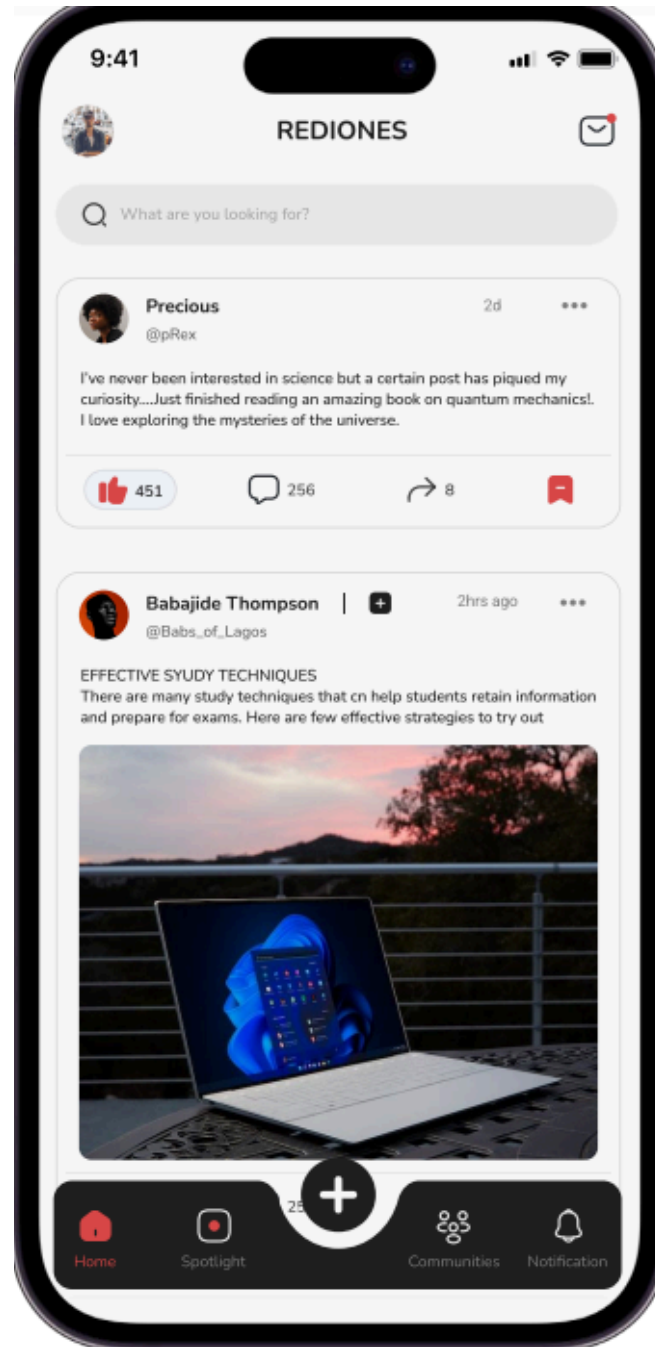 9:41
REDIONES
What are you looking for?
Precious
2d
@pRex
I've never been interested in science but a certain post has piqued my
curiosity....Just finished reading an amazing book on quantum mechanics!.
I love exploring the mysteries of the universe.
451
256
8
Babajide Thompson
2hrs ago
@Babs_of_Lagos
EFFECTIVE SYUDY TECHNIQUES
There are many study techniques that cn help students retain information
and prepare for exams. Here are few effective strategies to try out
Home
Spotlight
Communities
Notification